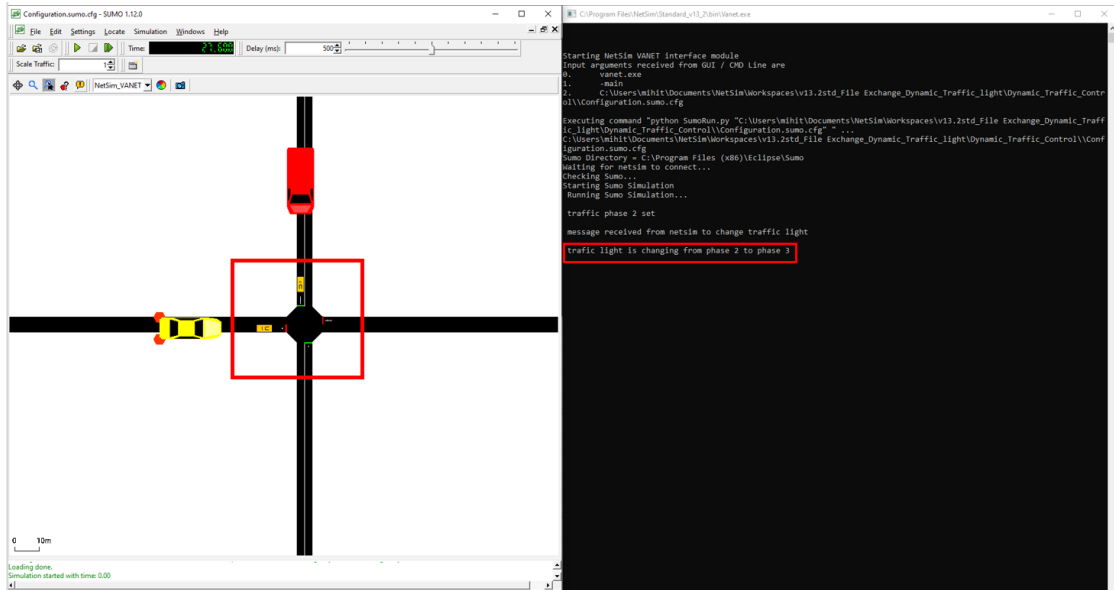 Configuration.sumo.cfg - SUMO 1.12.0
File Edit Settings Locate Simulation Windows Help
Time: 27.600 Delay (ms): 500
Scale Traffic: 1
NetSim_VANET
0 10m
Loading done.
Simulation started with time: 0.00
C:\Program Files\NetSim\Standard_v13_2\bin\Vanet.exe
Starting NetSim VANET interface module
Input arguments received from GUI / CMD Line are
0. vanet.exe
1. -main
2. C:\Users\mihit\Documents\NetSim\Workspaces\v13.2std_File Exchange_Dynamic_Traffic_light\Dynamic_Traffic_Contr
ol\\Configuration.sumo.cfg
Executing command "python SumoRun.py "C:\Users\mihit\Documents\NetSim\Workspaces\v13.2std_File Exchange_Dynamic_Traff
ic_light\Dynamic_Traffic_Control\\Configuration.sumo.cfg" " ...
C:\Users\mihit\Documents\NetSim\Workspaces\v13.2std_File Exchange_Dynamic_Traffic_light\Dynamic_Traffic_Control\\Conf
iguration.sumo.cfg
Sumo Directory = C:\Program Files (x86)\Eclipse\Sumo
Waiting for netsim to connect...
Checking Sumo...
Starting Sumo Simulation
Running Sumo Simulation...
traffic phase 2 set
message received from netsim to change traffic light
trafic light is changing from phase 2 to phase 3